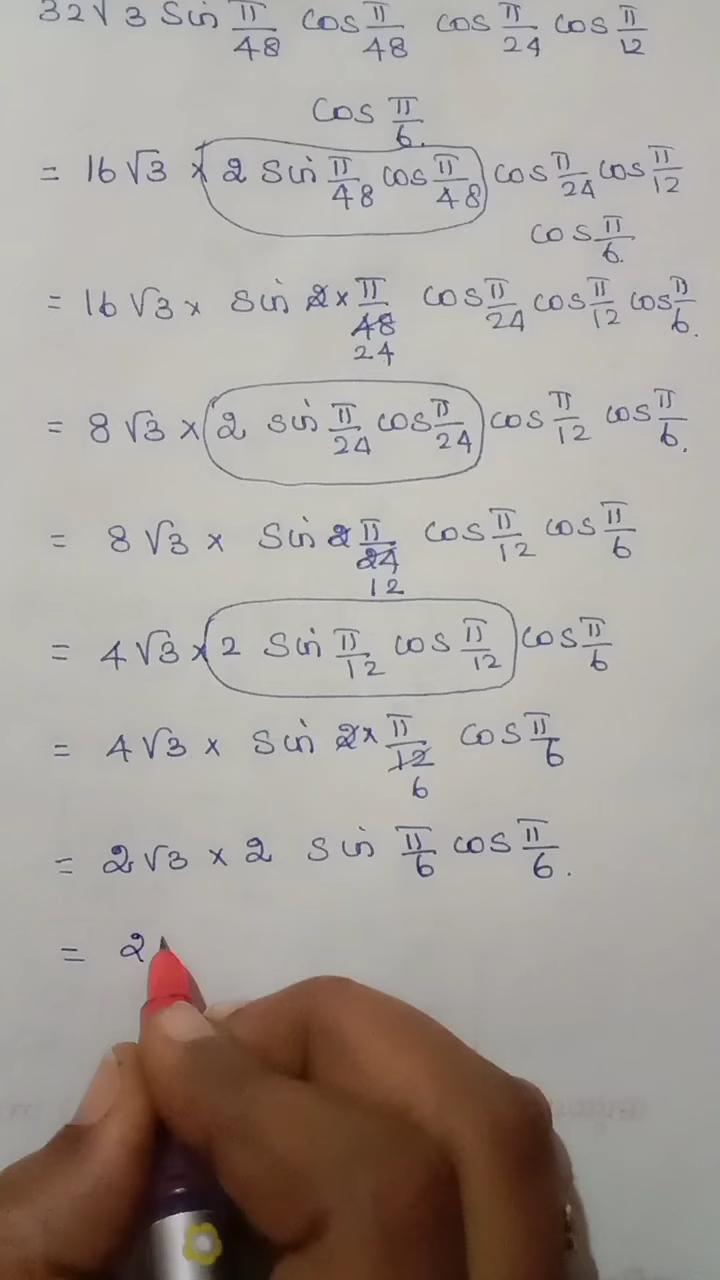 32√3 Sin π/48 cos π/48 cos π/24 cos π/12
cos π/6.
= 16√3 × 2 sin π/48 cos π/48 cos π/24 cos π/12
cos π/6.
= 16√3 × sin 2 × π/48 cos π/24 cos π/12 cos π/6.
24
= 8√3 × 2 sin π/24 cos π/24 cos π/12 cos π/6.
= 8√3 × sin 2π/24 cos π/12 cos π/6
12
= 4√3 × 2 sin π/12 cos π/12 cos π/6
= 4√3 × sin 2 × π/12 cos π/6
6
= 2√3 × 2 sin π/6 cos π/6.
= 2